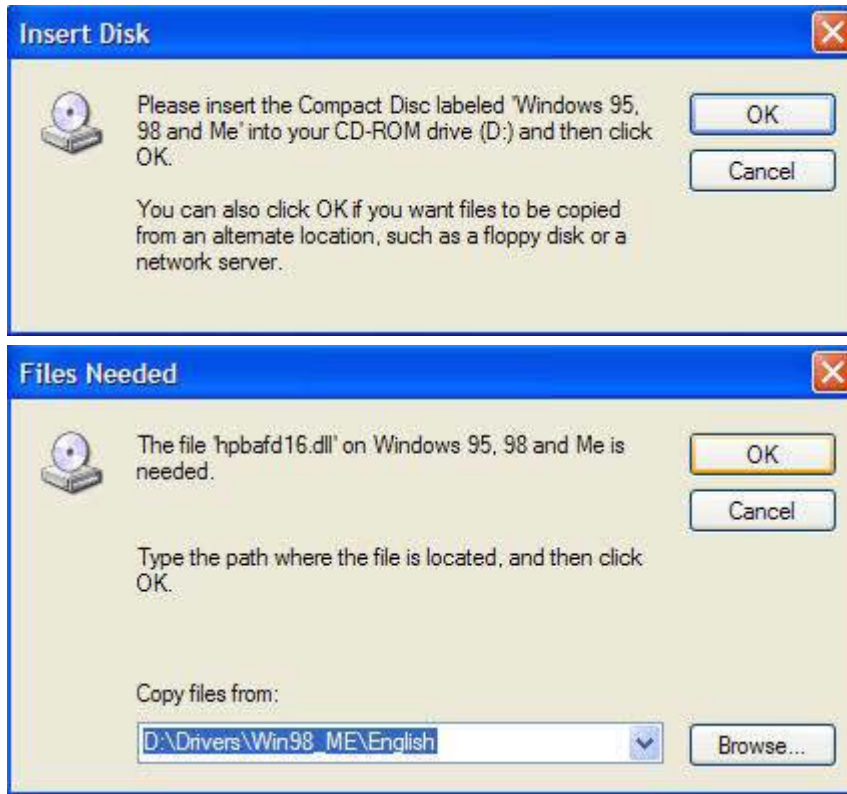 Insert Disk
Please insert the Compact Disc labeled 'Windows 95,
98 and Me' into your CD-ROM drive (D:) and then click
OK.
You can also click OK if you want files to be copied
from an alternate location, such as a floppy disk or a
network server.
OK
Cancel
Files Needed
The file 'hpbafd16.dll' on Windows 95, 98 and Me is
needed.
Type the path where the file is located, and then click
OK.
OK
Cancel
Copy files from:
D:\Drivers\Win98_ME\English
Browse...